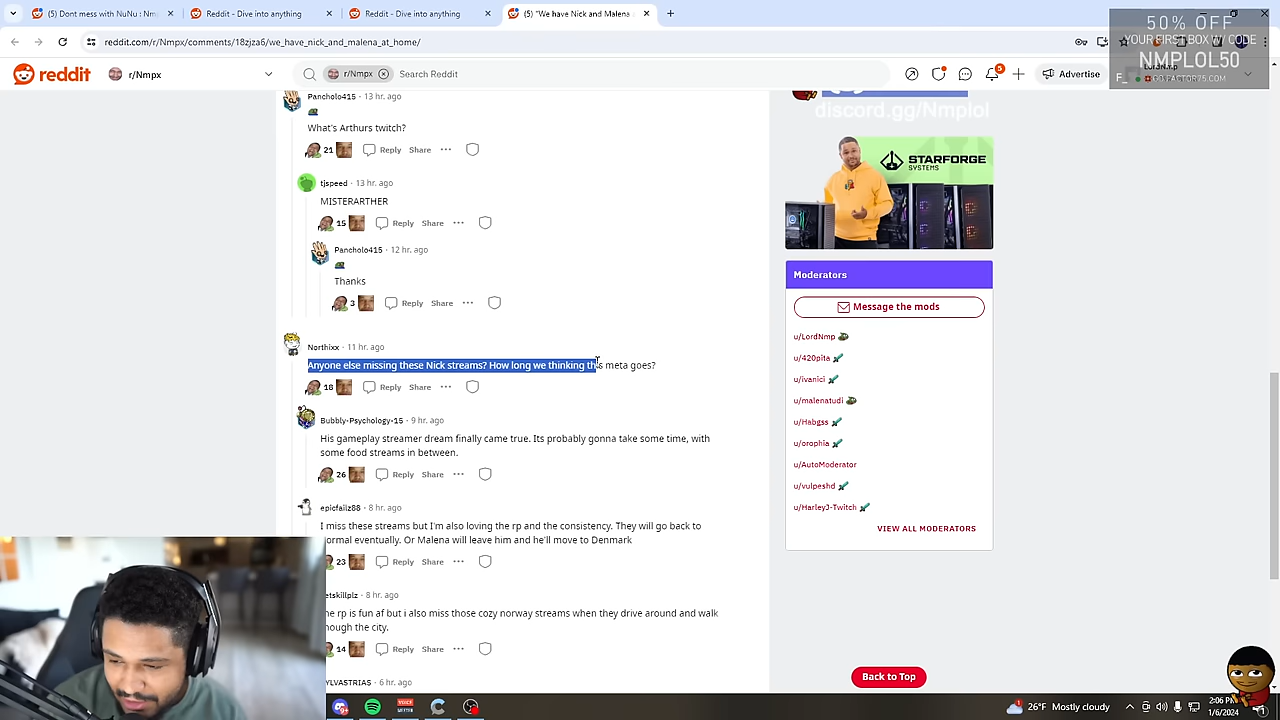 (5) Dont mess with NuNu : Nmpx
Reddit - Dive into anything
Reddit - Dive into anything
(5) "We have Nick and Malena
reddit.com/r/Nmpx/comments/18zjza6/we_have_nick_and_malena_at_home/
50% OFF
YOUR FIRST BOX W/ CODE
NMPLOL50
reddit
r/Nmpx
r/Nmpx
Search Reddit
5
Advertise
LordNmp
discord.gg/Nmplol
Pancholo415 · 13 hr. ago
What's Arthurs twitch?
21 Reply Share
tjspeed · 13 hr. ago
MISTERARTHER
15 Reply Share
Pancholo415 · 12 hr. ago
Thanks
3 Reply Share
Northixx · 11 hr. ago
Anyone else missing these Nick streams? How long we thinking this meta goes?
18 Reply Share
Bubbly-Psychology-15 · 9 hr. ago
His gameplay streamer dream finally came true. Its probably gonna take some time, with
some food streams in between.
26 Reply Share
epicfailz88 · 8 hr. ago
I miss these streams but I'm also loving the rp and the consistency. They will go back to
ormal eventually. Or Malena will leave him and he'll move to Denmark
23 Reply Share
etskillplz · 8 hr. ago
he rp is fun af but i also miss those cozy norway streams when they drive around and walk
hough the city.
14 Reply Share
YLVASTRIAS · 6 hr. ago
STARFORGE
SYSTEMS
Moderators
Message the mods
u/LordNmp
u/420pita
u/ivanici
u/malenatudi
u/Habgss
u/orophia
u/AutoModerator
u/vulpeshd
u/HarleyJ-Twitch
VIEW ALL MODERATORS
Back to Top
26°F Mostly cloudy
2:06 PM
1/6/2024